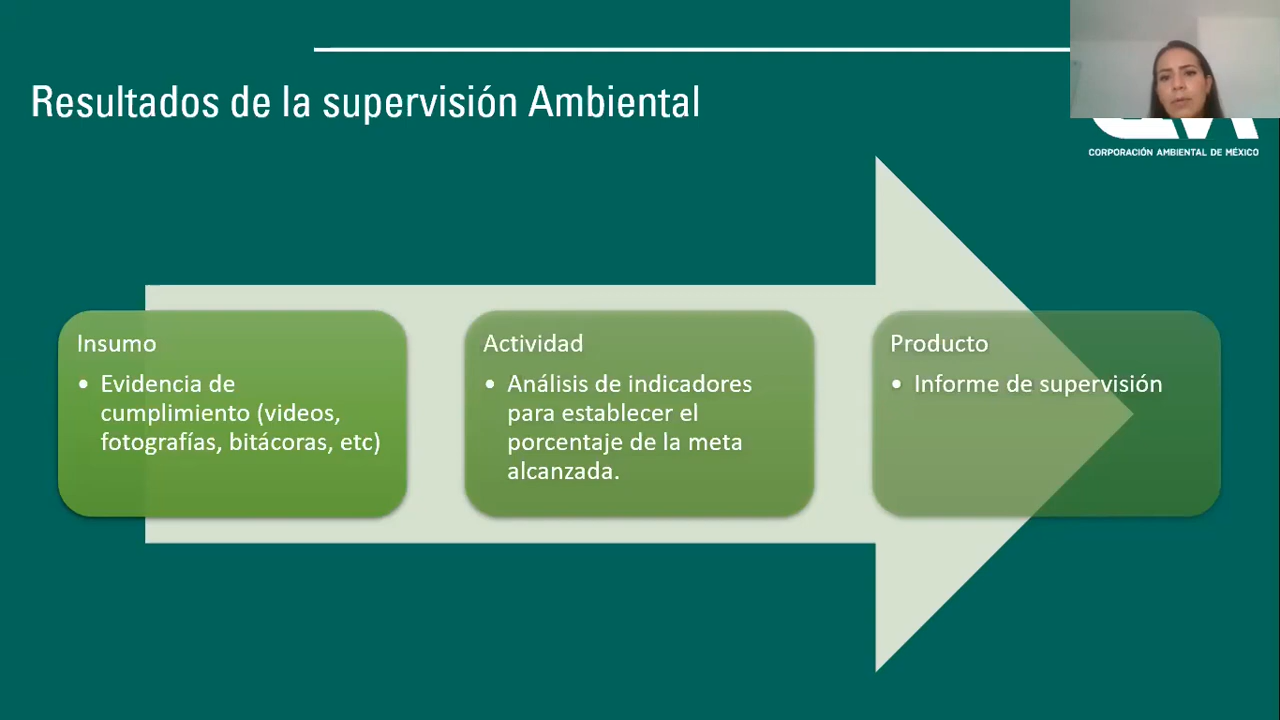 Resultados de la supervisión Ambiental
CORPORACIÓN AMBIENTAL DE MÉXICO
Insumo
• Evidencia de
cumplimiento (videos,
fotografías, bitácoras, etc)
Actividad
• Análisis de indicadores
para establecer el
porcentaje de la meta
alcanzada.
Producto
• Informe de supervisión